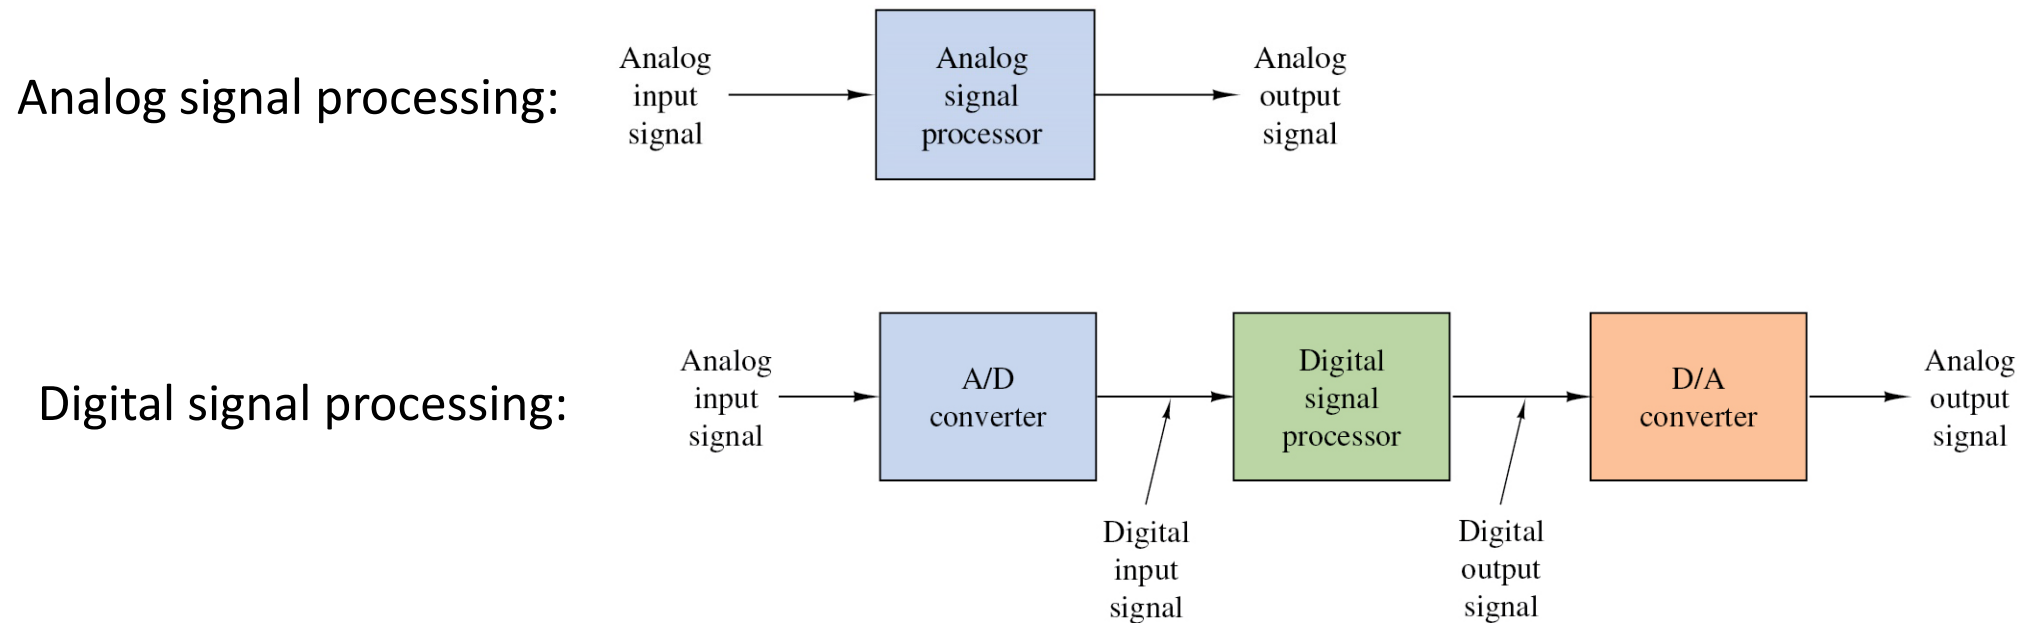 Analog signal processing:
Analog
input
signal
Analog
signal
processor
Analog
output
signal
Digital signal processing:
Analog
input
signal
A/D
converter
Digital
input
signal
Digital
signal
processor
Digital
output
signal
D/A
converter
Analog
output
signal